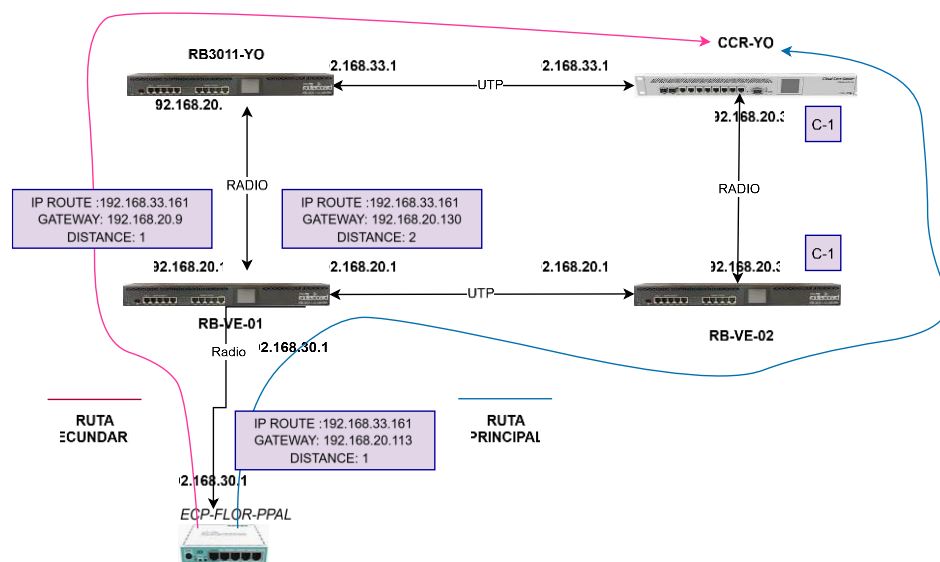 RB3011-YO
CCR-YO
2.168.33.1
2.168.33.1
UTP
92.168.20.
92.168.20.3
C-1
RADIO
RADIO
IP ROUTE :192.168.33.161
GATEWAY: 192.168.20.9
DISTANCE: 1
IP ROUTE :192.168.33.161
GATEWAY: 192.168.20.130
DISTANCE: 2
C-1
92.168.20.1
2.168.20.1
2.168.20.1
92.168.20.3
UTP
RB-VE-01
RB-VE-02
Radio
2.168.30.1
RUTA
ECUNDAR
RUTA
PRINCIPAL
IP ROUTE :192.168.33.161
GATEWAY: 192.168.20.113
DISTANCE: 1
2.168.30.1
ECP-FLOR-PPAL